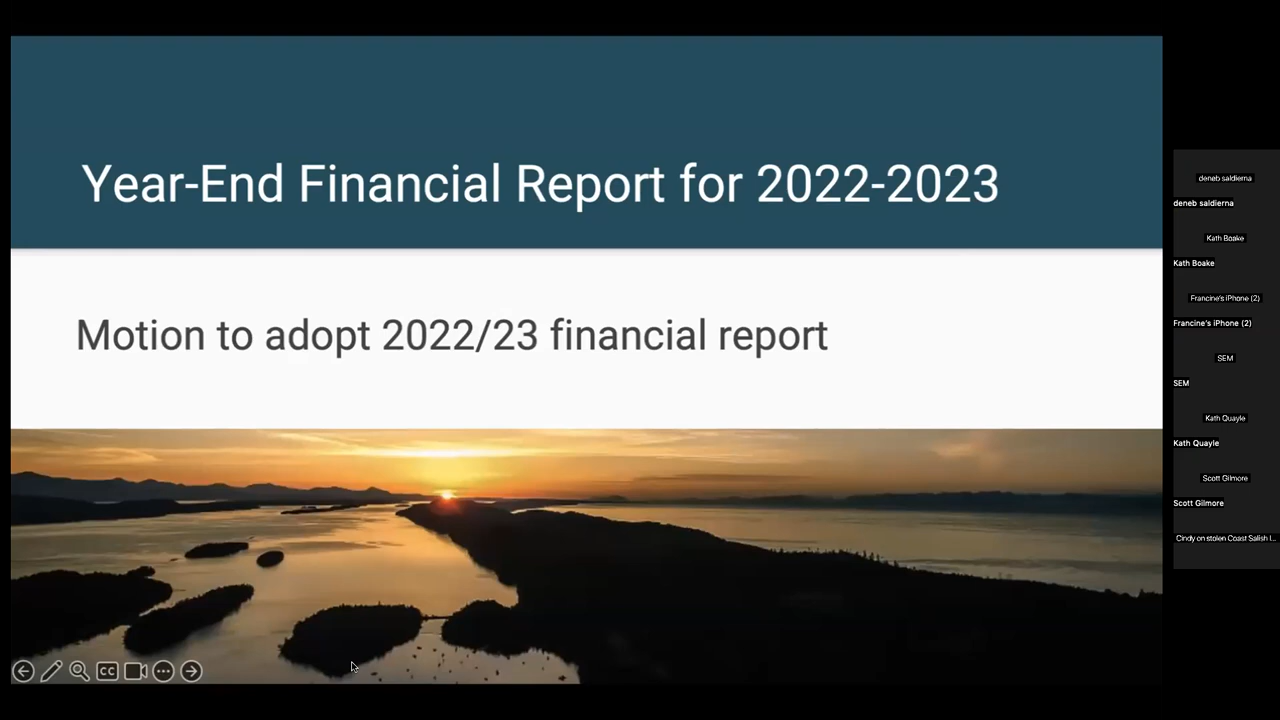 Year-End Financial Report for 2022-2023
Motion to adopt 2022/23 financial report
CC
deneb saldierna
deneb saldierna
Kath Boake
Kath Boake
Francine's iPhone (2)
Francine's iPhone (2)
SEM
SEM
Kath Quayle
Kath Quayle
Scott Gilmore
Scott Gilmore
Cindy on stolen Coast Salish l...